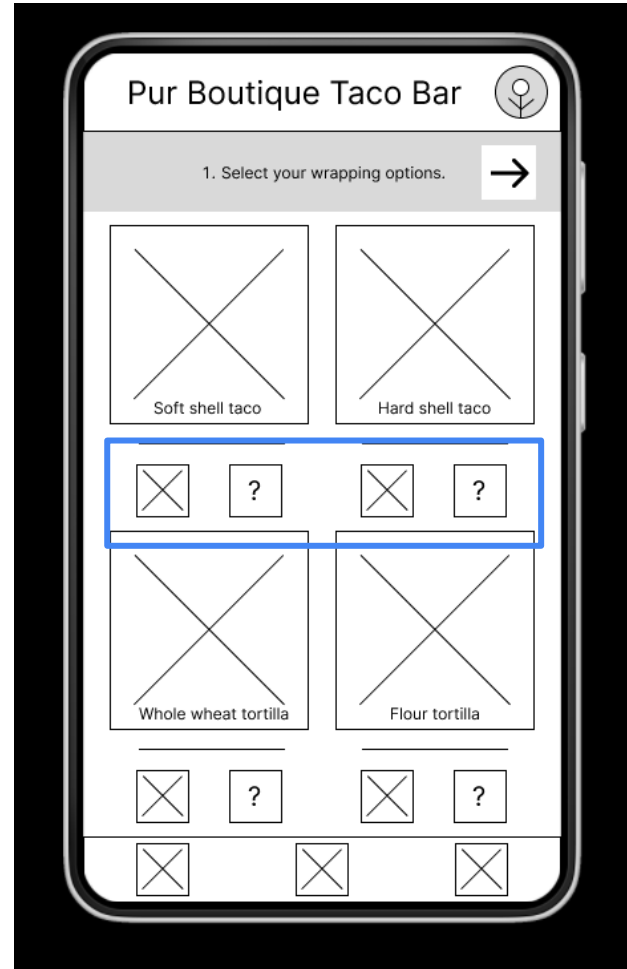 Pur Boutique Taco Bar
1. Select your wrapping options.
Soft shell taco
Hard shell taco
?
?
Whole wheat tortilla
Flour tortilla
?
?